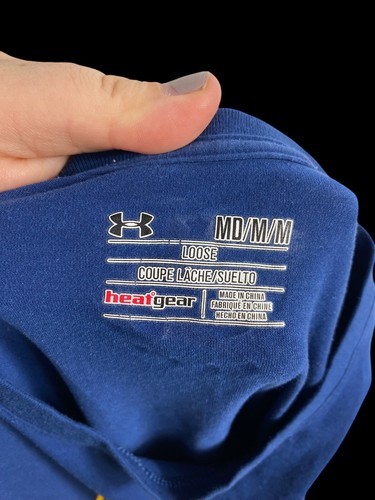 MD/M/M
LOOSE
COUPE LÂCHE/SUELTO
heatgear
MADE IN CHINA
FABRIQUÉ EN CHINE
HECHO EN CHINA